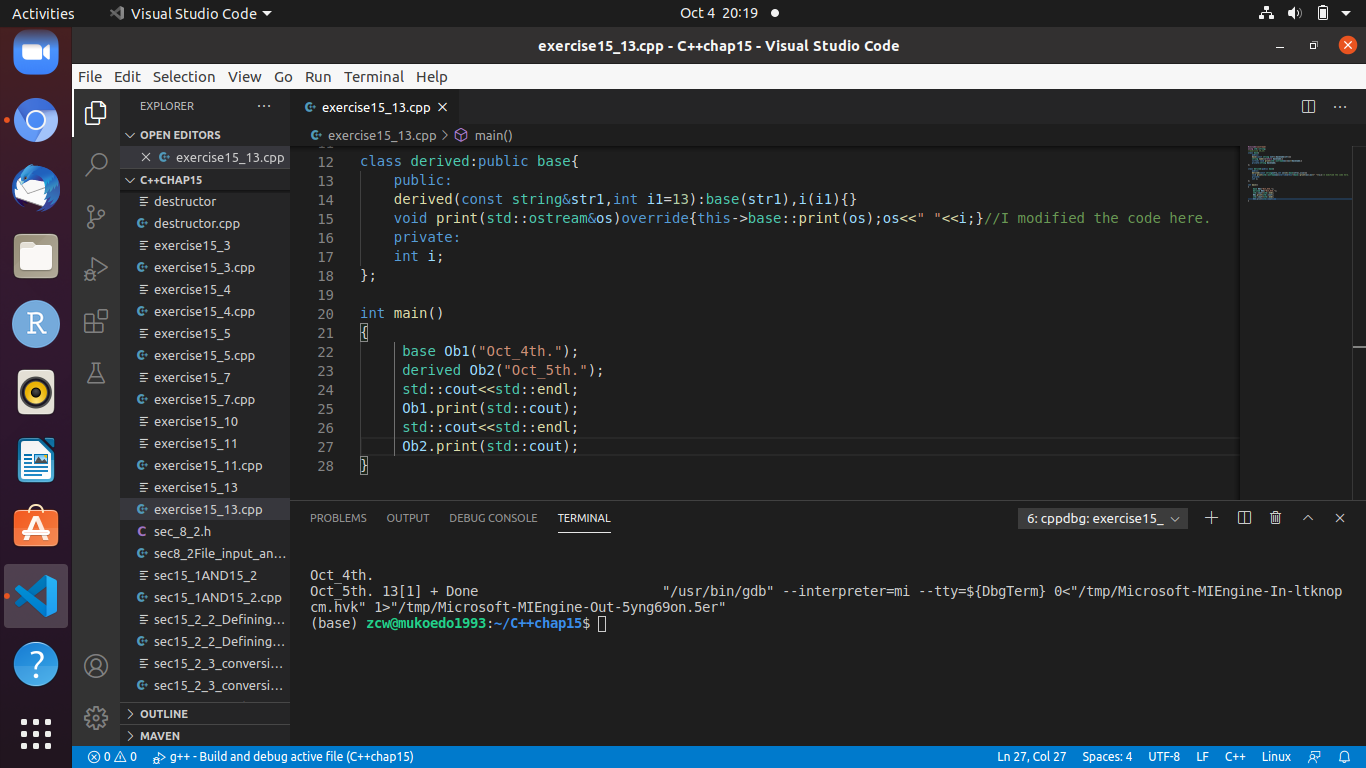 Activities
Visual Studio Code
Oct 4 20:19
exercise15_13.cpp - C++chap15 - Visual Studio Code
File Edit Selection View Go Run Terminal Help
EXPLORER
OPEN EDITORS
exercise15_13.cpp
C++CHAP15
destructor
destructor.cpp
exercise15_3
exercise15_3.cpp
exercise15_4
exercise15_4.cpp
exercise15_5
exercise15_5.cpp
exercise15_7
exercise15_7.cpp
exercise15_10
exercise15_11
exercise15_11.cpp
exercise15_13
exercise15_13.cpp
C sec_8_2.h
sec8_2File_input_an...
sec15_1AND15_2
sec15_1AND15_2.cpp
sec15_2_2_Defining...
sec15_2_2_Defining...
sec15_2_3_conversi...
sec15_2_3_conversi...
OUTLINE
MAVEN
exercise15_13.cpp
exercise15_13.cpp > main()
12 class derived:public base{
13 public:
14 derived(const string&str1,int i1=13):base(str1),i(i1){}
15 void print(std::ostream&os)override{this->base::print(os);os<<" "<<i;}//I modified the code here.
16 private:
17 int i;
18 };
19
20 int main()
21 {
22 base Ob1("Oct_4th.");
23 derived Ob2("Oct_5th.");
24 std::cout<<std::endl;
25 Ob1.print(std::cout);
26 std::cout<<std::endl;
27 Ob2.print(std::cout);
28 }
PROBLEMS OUTPUT DEBUG CONSOLE TERMINAL
6: cppdbg: exercise15_
Oct_4th.
Oct_5th. 13[1] + Done "/usr/bin/gdb" --interpreter=mi --tty=${DbgTerm} 0<"/tmp/Microsoft-MIEngine-In-ltknop
cm.hvk" 1>"/tmp/Microsoft-MIEngine-Out-5yng69on.5er"
(base) zcw@mukoedo1993:~/C++chap15$
0 0 g++ - Build and debug active file (C++chap15)
Ln 27, Col 27 Spaces: 4 UTF-8 LF C++ Linux